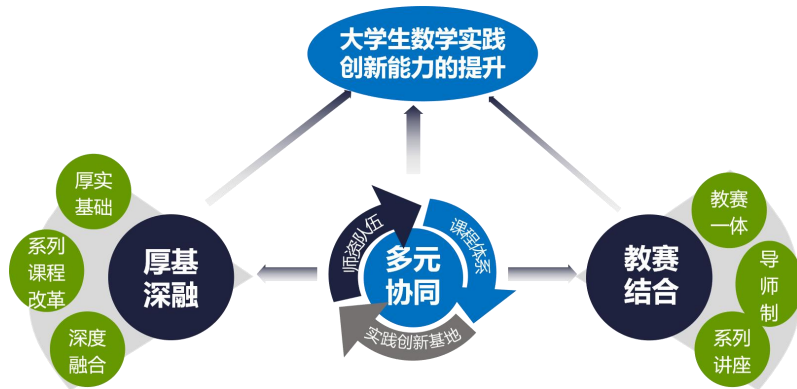 大学生数学实践
创新能力的提升
厚实
基础
系列
课程
改革
深度
融合
厚基
深融
师资队伍
课程体系
实践创新基地
多元
协同
教赛
结合
教赛
一体
导
师
制
系列
讲座